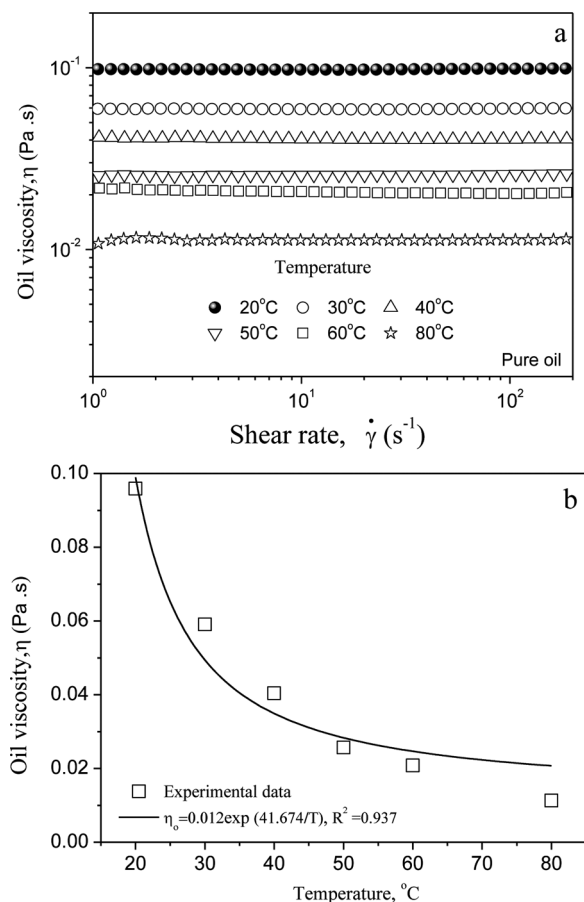 a
10⁻¹
10⁻²
Oil viscosity,η (Pa .s)
Temperature
20°C 30°C 40°C
50°C 60°C 80°C
Pure oil
10⁰ 10¹ 10²
Shear rate, γ̇ (s⁻¹)
b
0.10
0.08
0.06
0.04
0.02
0.00
Oil viscosity,η (Pa .s)
Experimental data
ηₒ=0.012exp (41.674/T), R² =0.937
20 30 40 50 60 70 80
Temperature, °C